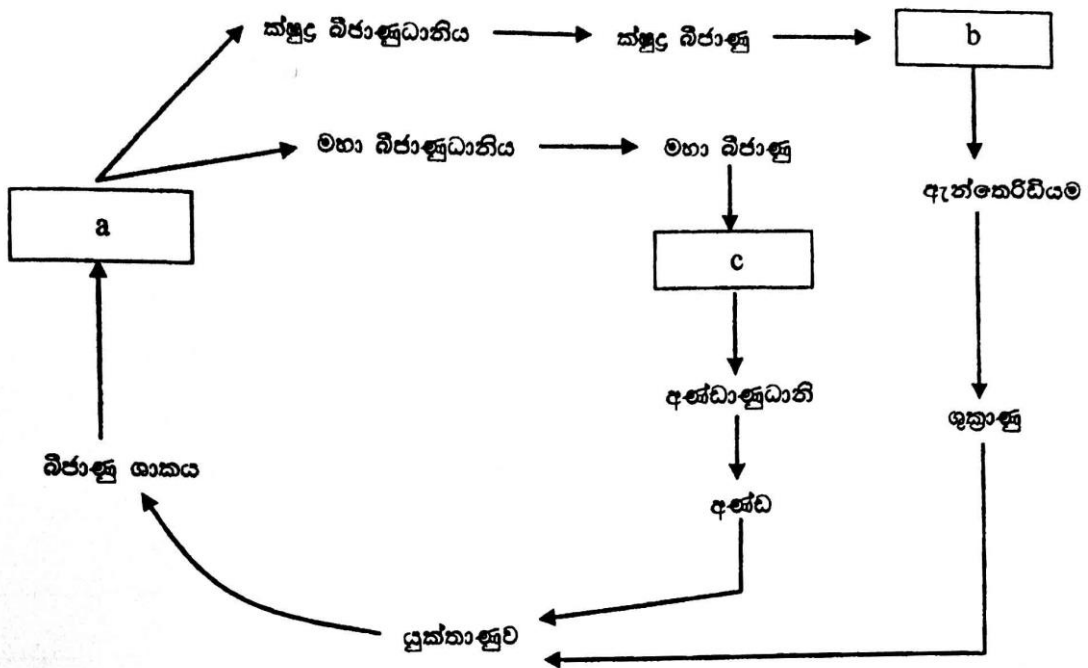 ක්ෂුද්‍ර බීජාණුධානිය
ක්ෂුද්‍ර බීජාණු
b
මහා බීජාණුධානිය
මහා බීජාණු
ඇන්තෙරිඩියම
a
c
අණ්ඩාණුධානි
ශුක්‍රාණු
බීජාණු ශාකය
අණ්ඩ
යුක්තාණුව